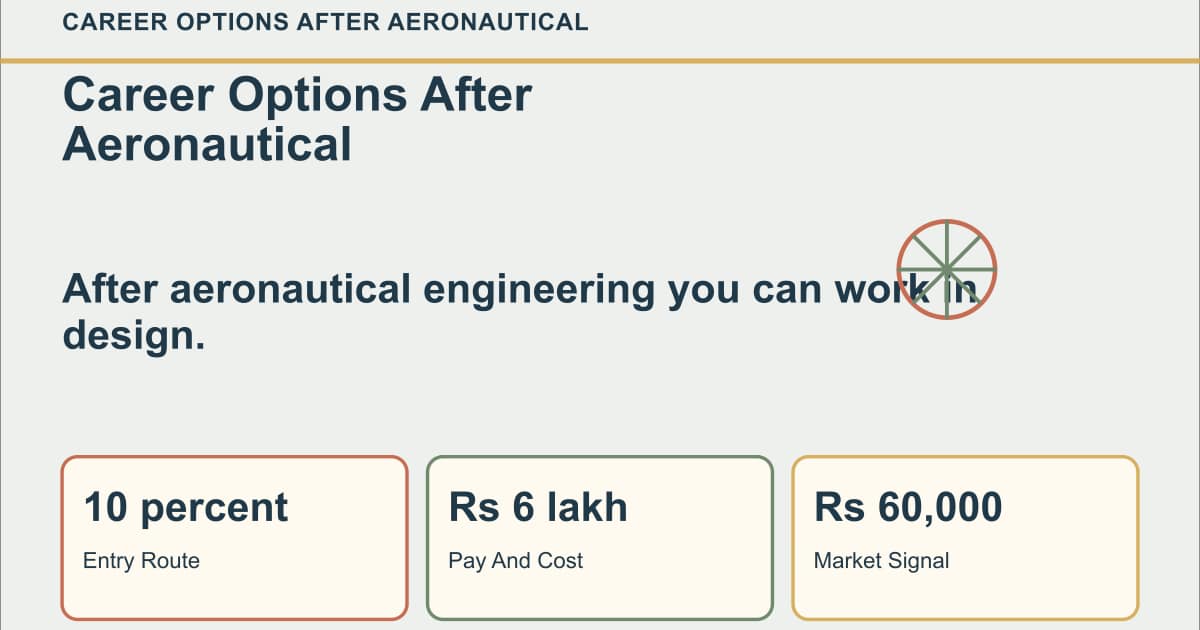 CAREER OPTIONS AFTER AERONAUTICAL
Career Options After
Aeronautical
After aeronautical engineering you can work in
design.
10 percent
Entry Route
Rs 6 lakh
Pay And Cost
Rs 60,000
Market Signal